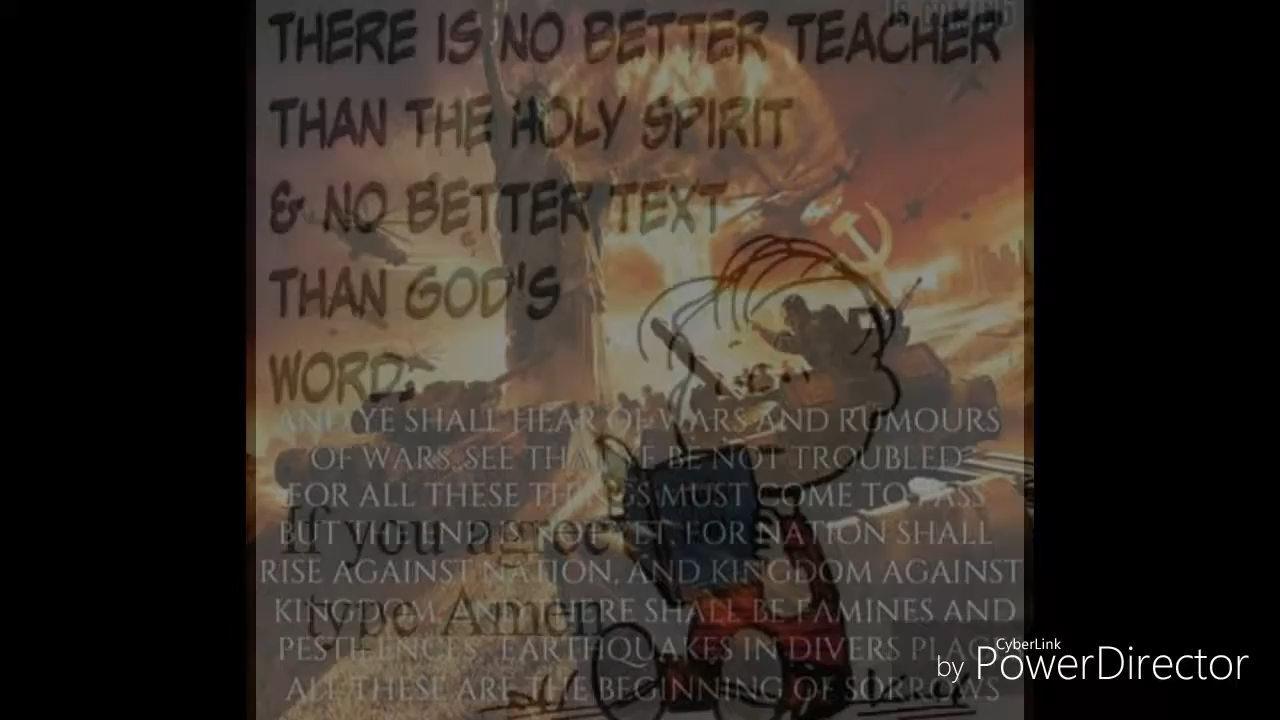 IS COMING
THERE IS NO BETTER TEACHER
THAN THE HOLY SPIRIT
& NO BETTER TEXT
THAN GOD'S
WORD.
AND YE SHALL HEAR OF WARS AND RUMOURS
OF WARS. SEE THAT YE BE NOT TROUBLED:
FOR ALL THESE THINGS MUST COME TO PASS
BUT THE END IS NOT YET. FOR NATION SHALL
RISE AGAINST NATION, AND KINGDOM AGAINST
KINGDOM. AND THERE SHALL BE FAMINES AND
PESTILENCES, EARTHQUAKES IN DIVERS PLACES
ALL THESE ARE THE BEGINNING OF SORROWS
If you agree
type Amen
CyberLink
by PowerDirector